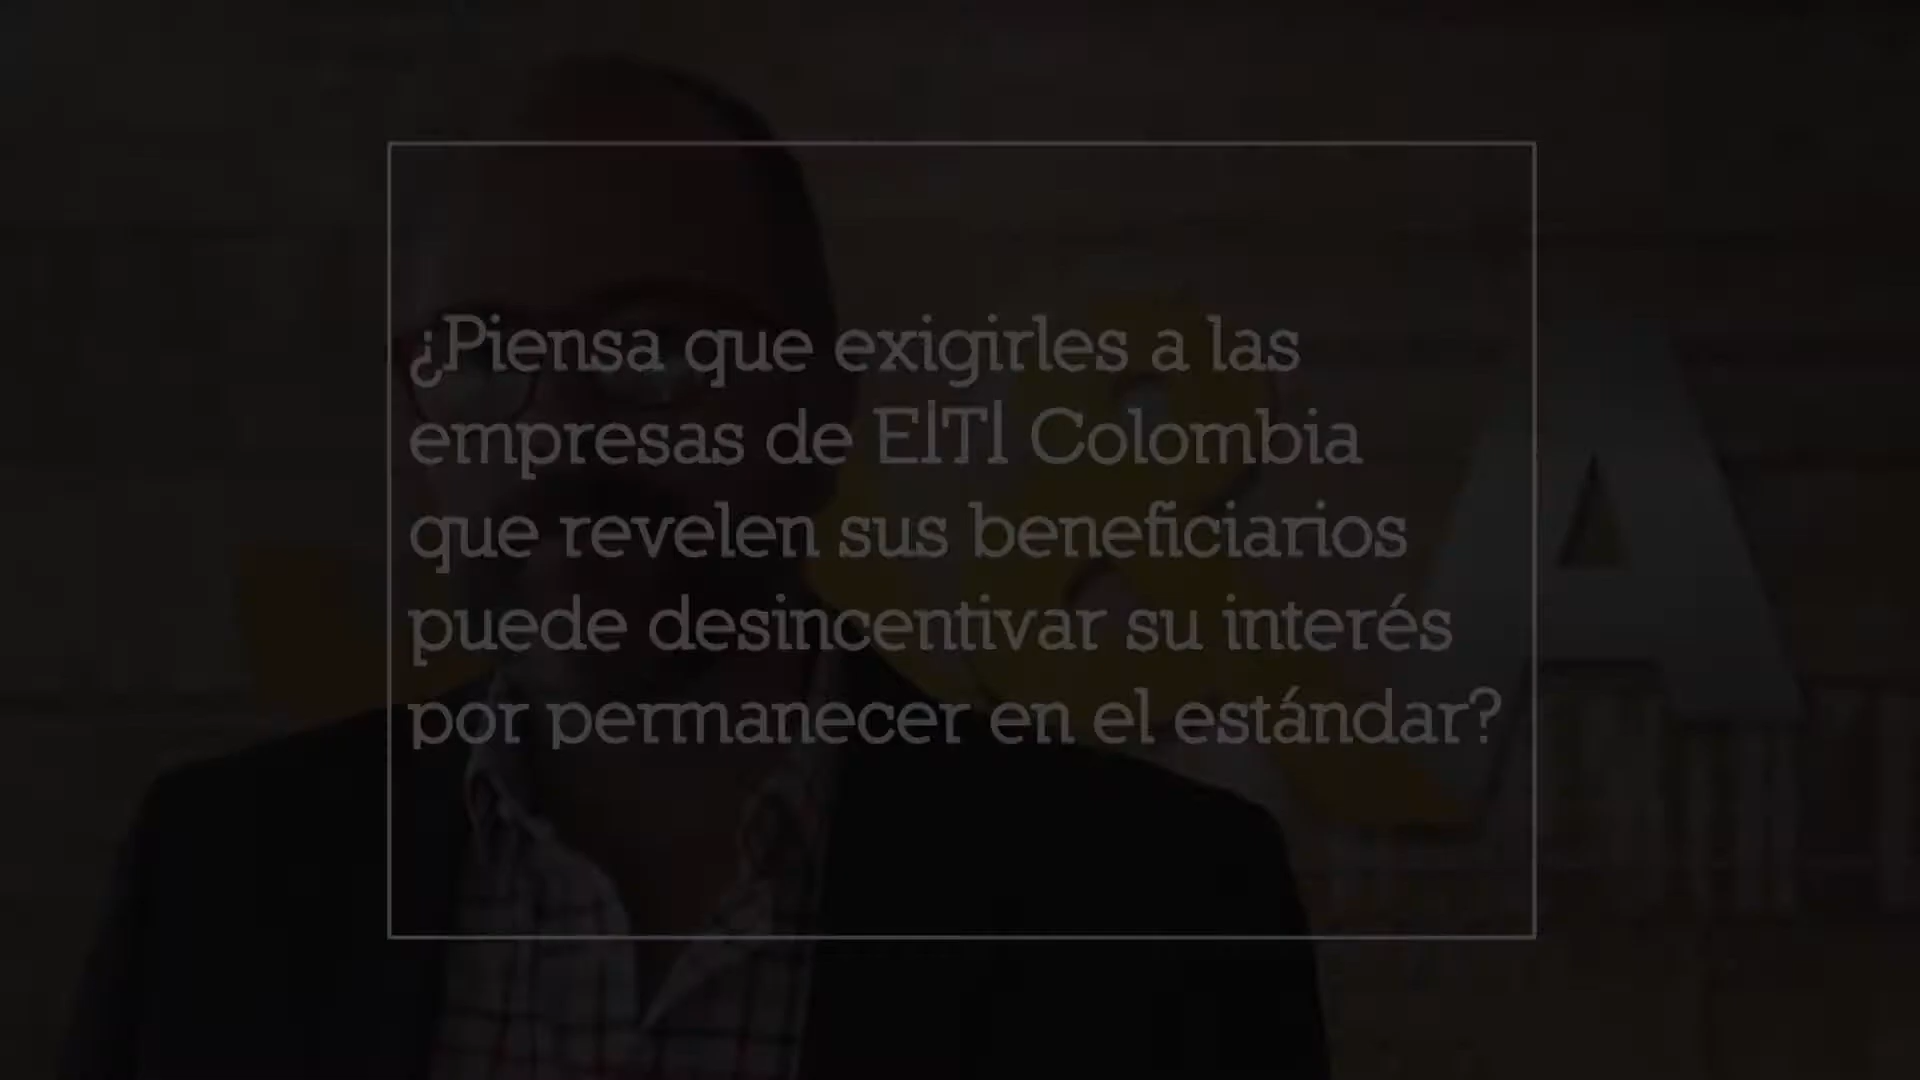 ¿Piensa que exigirles a las
empresas de EITI Colombia
que revelen sus beneficiarios
puede desincentivar su interés
por permanecer en el estándar?
A